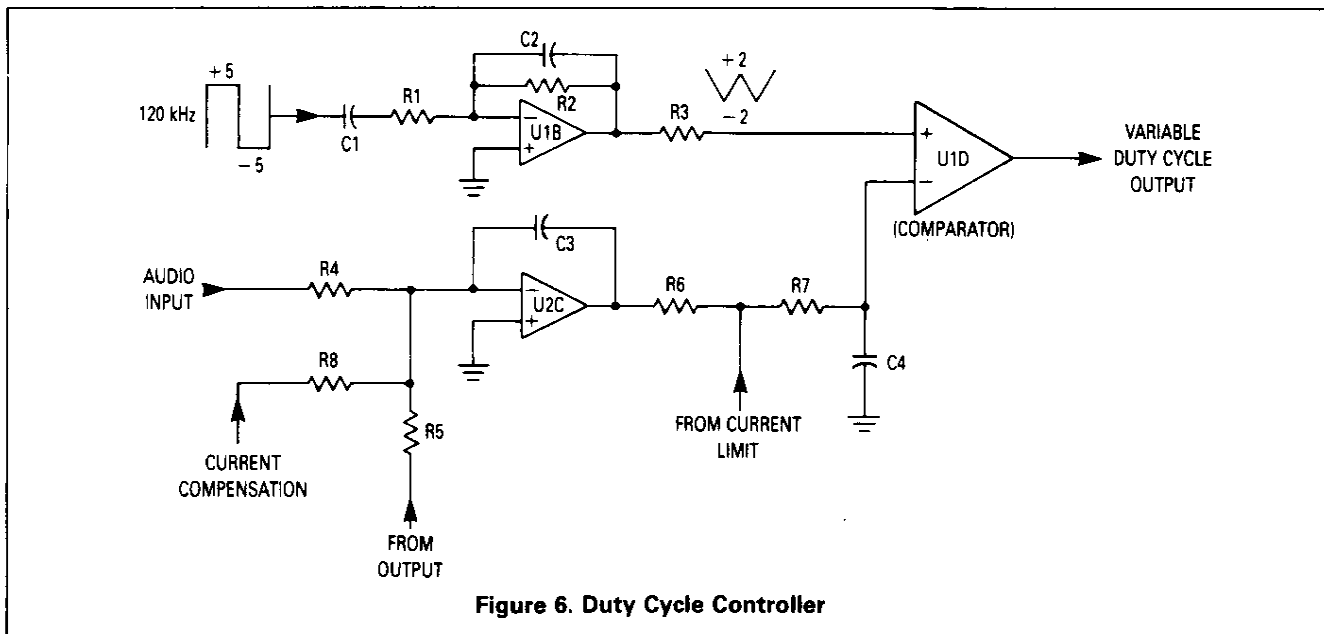 C2
+ 5
120 kHz
- 5
C1
R1
R2
-
+
U1B
R3
+ 2
- 2
+
U1D
-
(COMPARATOR)
VARIABLE
DUTY CYCLE
OUTPUT
AUDIO
INPUT
R4
C3
-
+
U2C
R6
R7
C4
R8
R5
CURRENT
COMPENSATION
FROM CURRENT
LIMIT
FROM
OUTPUT
Figure 6. Duty Cycle Controller